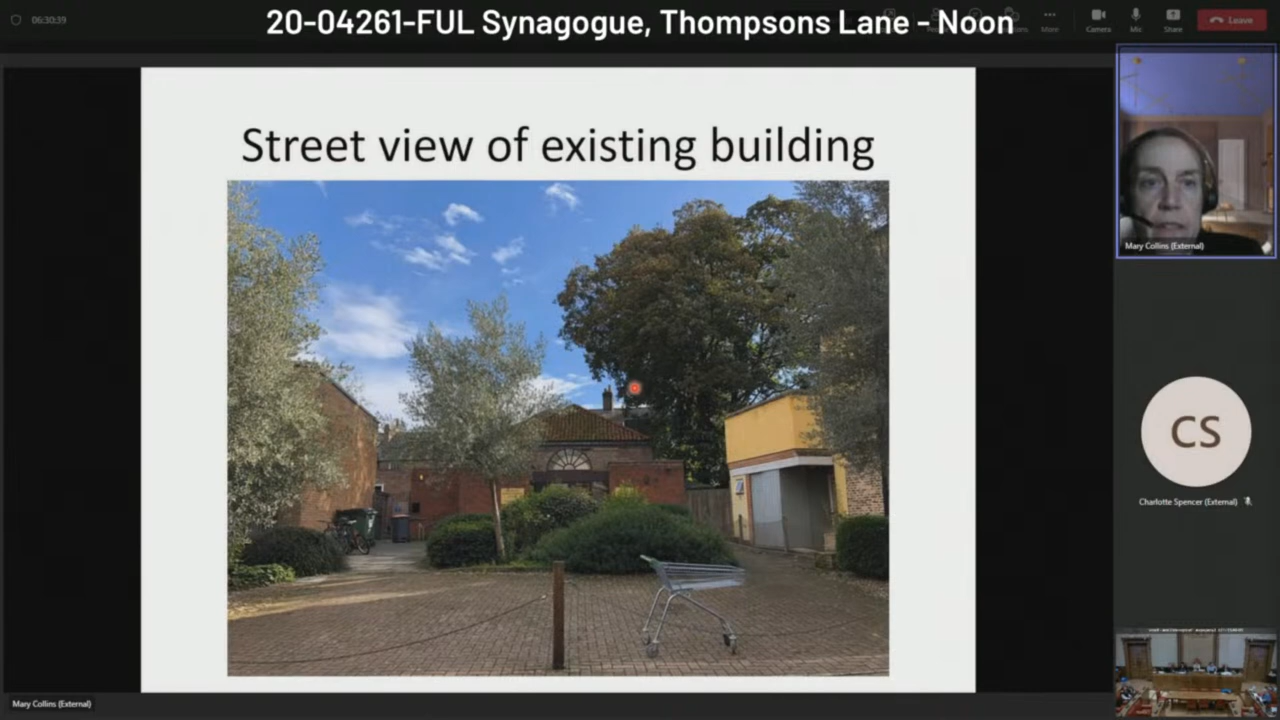 20-04261-FUL Synagogue, Thompsons Lane - Noon
06:30:39
More
Camera
Mic
Share
Leave
Street view of existing building
Mary Collins (External)
CS
Charlotte Spencer (External)
Mary Collins (External)